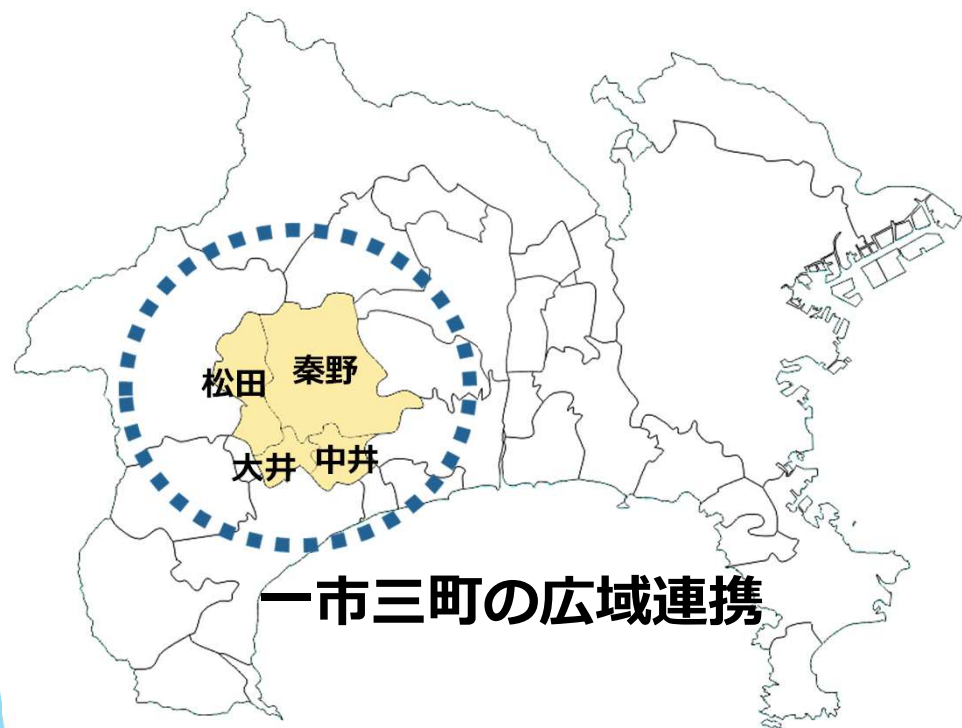 松田
秦野
大井
中井
一市三町の広域連携